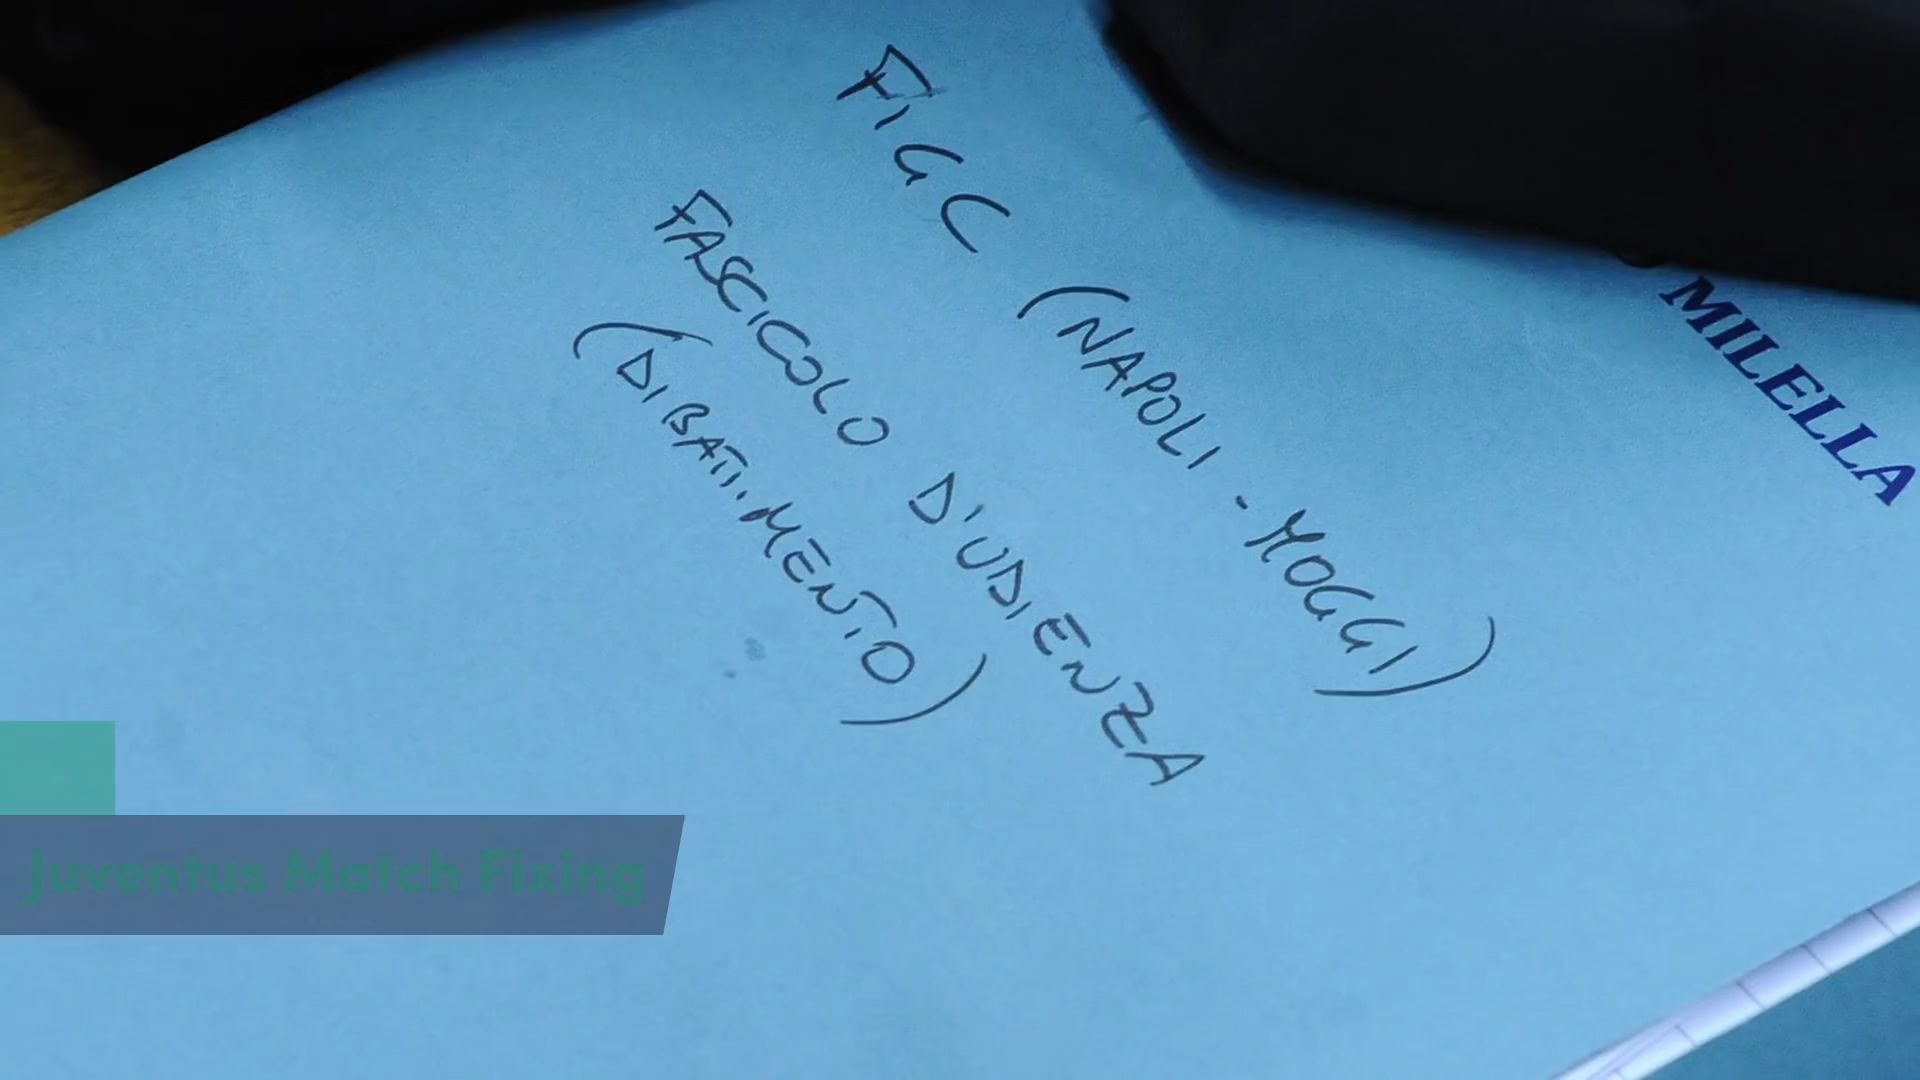 FIGC (NAPOLI - MOGGI)
FASCICOLO D'UDIENZA
(DIBATTIMENTO)
MILELLA
Juventus Match Fixing